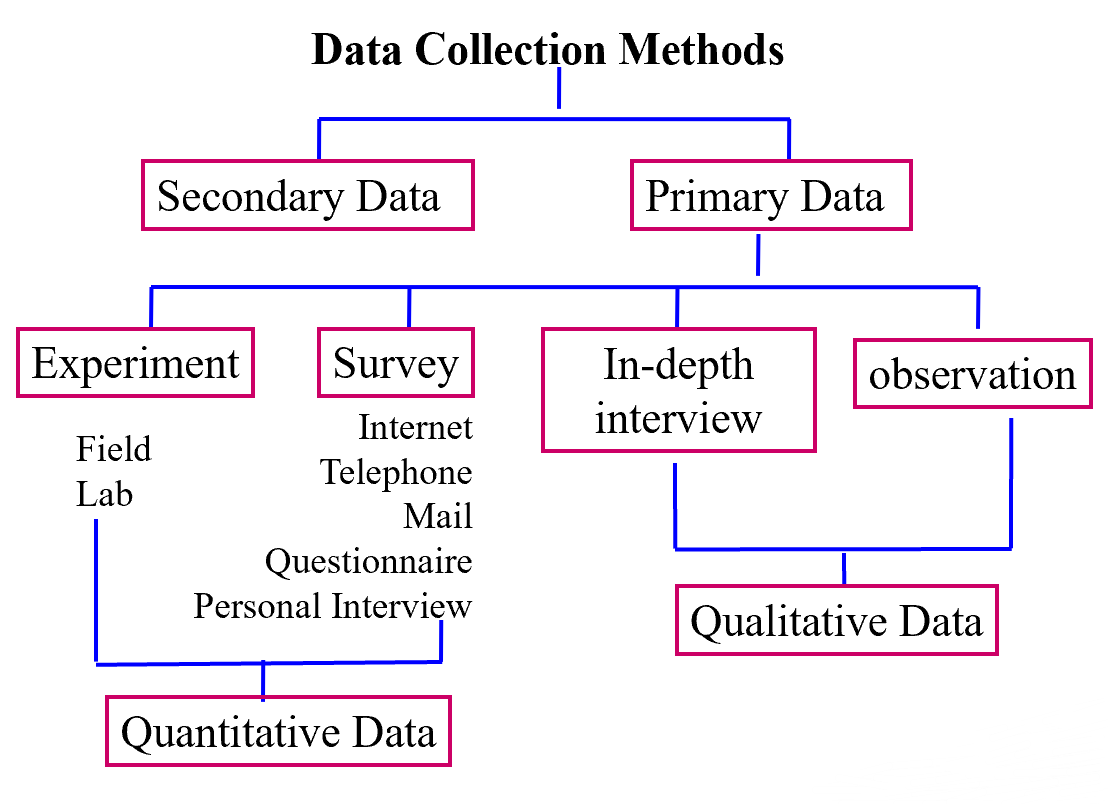 Data Collection Methods
Secondary Data
Primary Data
Experiment
Survey
In-depth
interview
observation
Field
Lab
Internet
Telephone
Mail
Questionnaire
Personal Interview
Qualitative Data
Quantitative Data